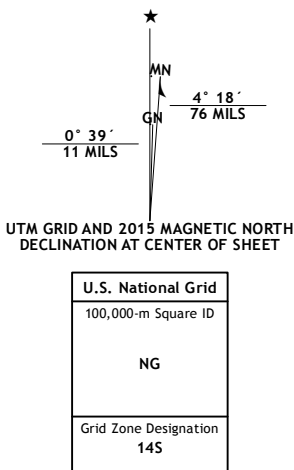 ★
MN
GN
4° 18´
76 MILS
0° 39´
11 MILS
UTM GRID AND 2015 MAGNETIC NORTH
DECLINATION AT CENTER OF SHEET
U.S. National Grid
100,000-m Square ID
NG
Grid Zone Designation
14S